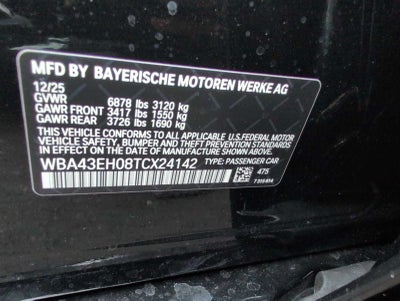 MFD BY BAYERISCHE MOTOREN WERKE AG
12/25
GVWR 6878 lbs 3120 kg
GAWR FRONT 3417 lbs 1550 kg
GAWR REAR 3726 lbs 1690 kg
THIS VEHICLE CONFORMS TO ALL APPLICABLE
U.S. FEDERAL MOTOR VEHICLE SAFETY, BUMPER, AND
THEFT PREVENTION STANDARDS IN EFFECT ON THE DATE OF
MANUFACTURE SHOWN ABOVE.
WBA43EH08TCX24142 TYPE: PASSENGER CAR
475